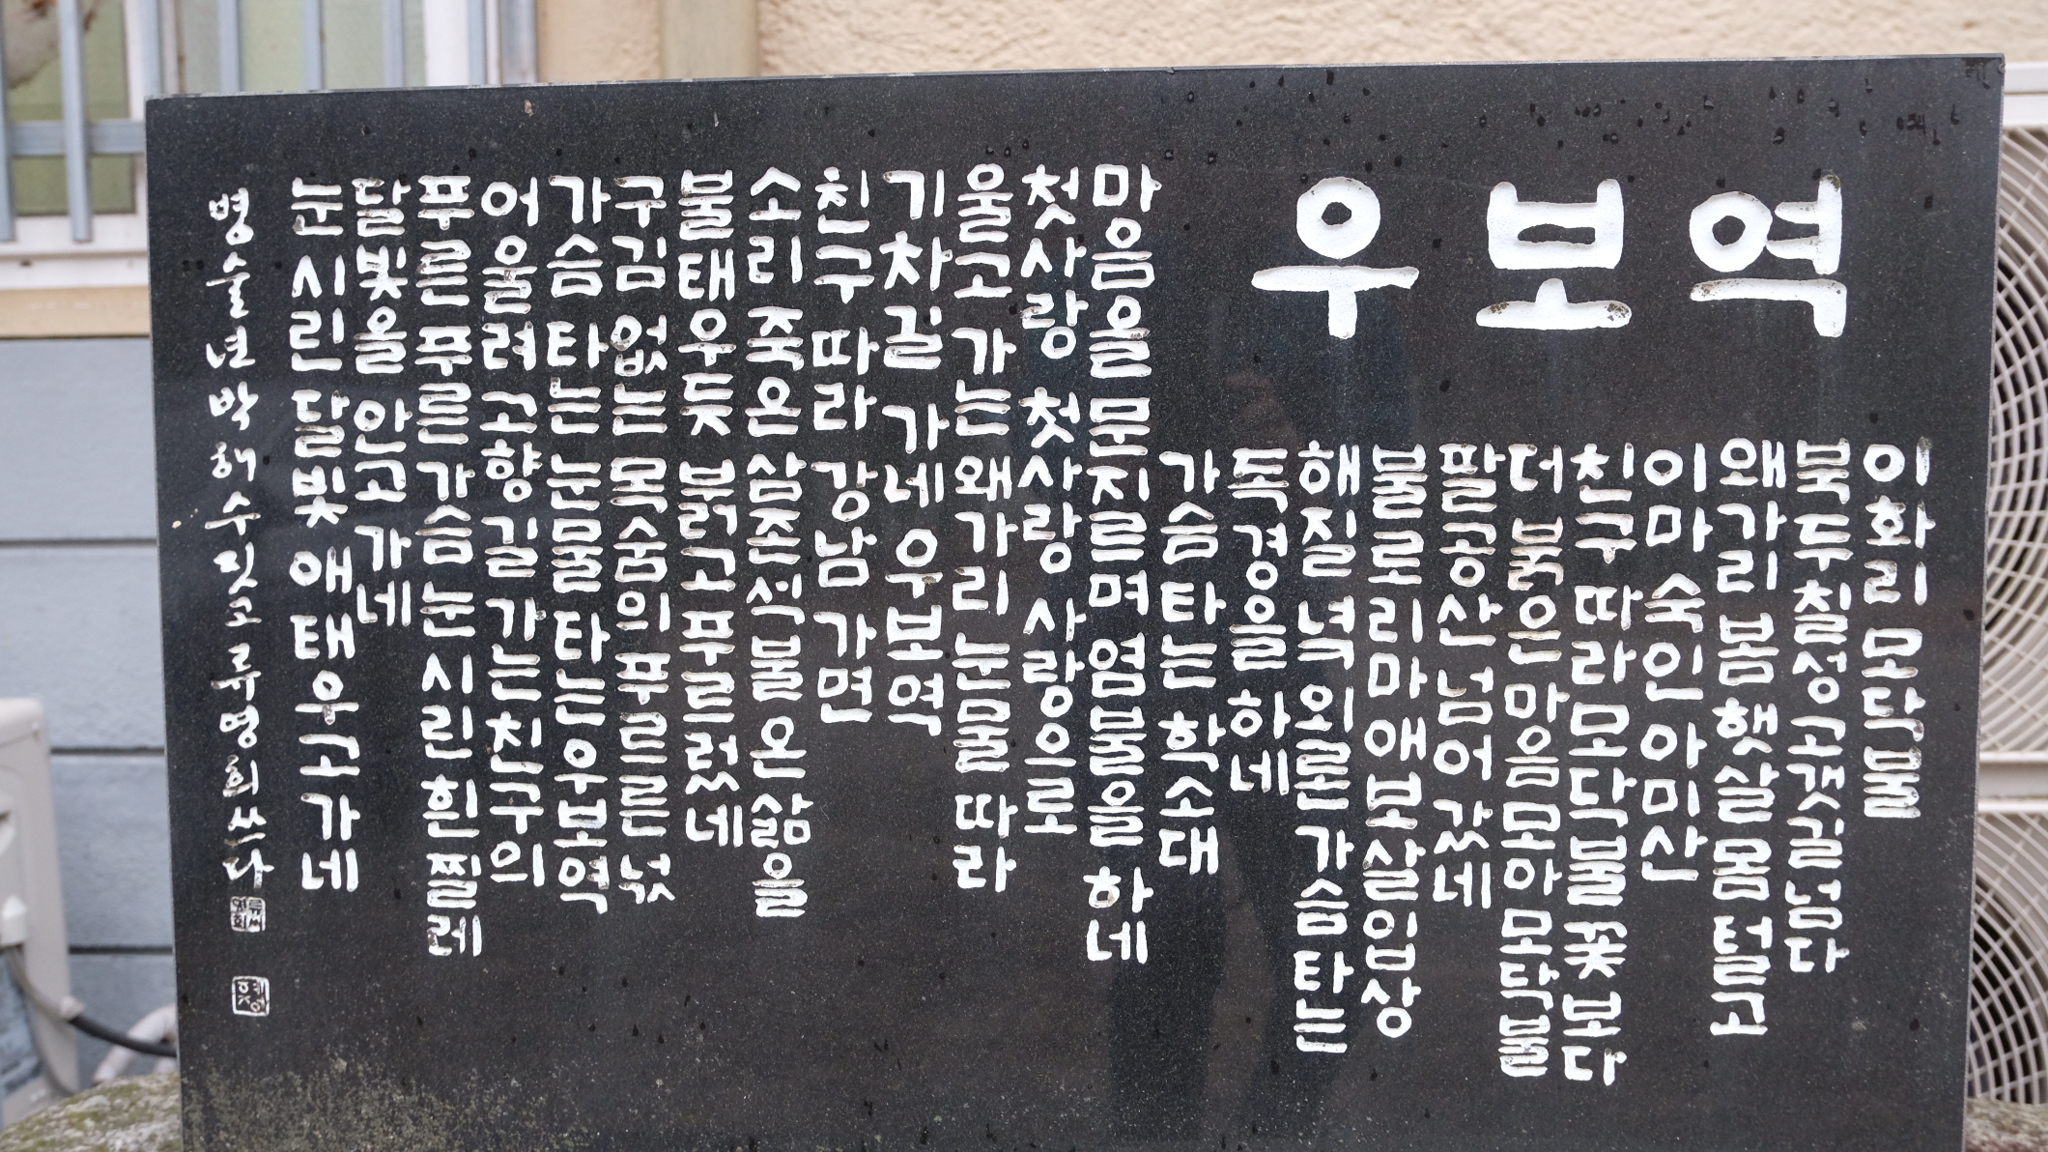 우보역
이화리 모닥불
북두칠성 고갯길 넘다
왜가리 봄 햇살 몸 털고
이마 숙인 아미산
친구 따라 모닥불 꽃보다
더 붉은 마음 모아 모닥불
팔공산 넘어 갔네
불로리 마애보살입상
해질 녘 외론 가슴 타는
독경을 하네
가슴 타는 학소대
마음을 문지르며 염불을 하네
첫사랑 첫사랑 사랑으로
울고 가는 왜가리 눈물 따라
기차길 가네 우보역
친구 따라 강남 가면
소리 죽은 삼존석불 온 삶을
불태우듯 붉고 푸르렀네
구김 없는 목숨의 푸르른 넋
가슴 타는 눈물 타는 우보역
어울려 고향길 가는 친구의
푸른 푸른 가슴 눈 시린 흰 찔레
달빛을 안고 가네
눈 시린 달빛 애태우고 가네
병술년 박해수 짓고 류영희 쓰다